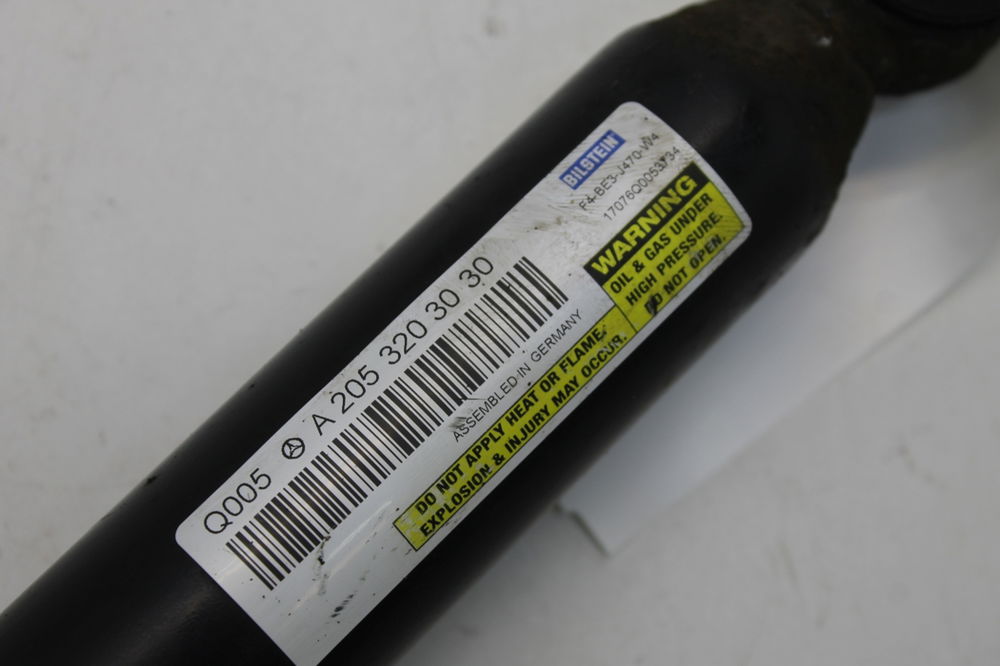 BILSTEIN
F4-BE3-J470-W4
17076Q0053734
WARNING
OIL & GAS UNDER
HIGH PRESSURE.
DO NOT OPEN.
Q005 A 205 320 30 30
ASSEMBLED IN GERMANY
DO NOT APPLY HEAT OR FLAME.
EXPLOSION & INJURY MAY OCCUR.